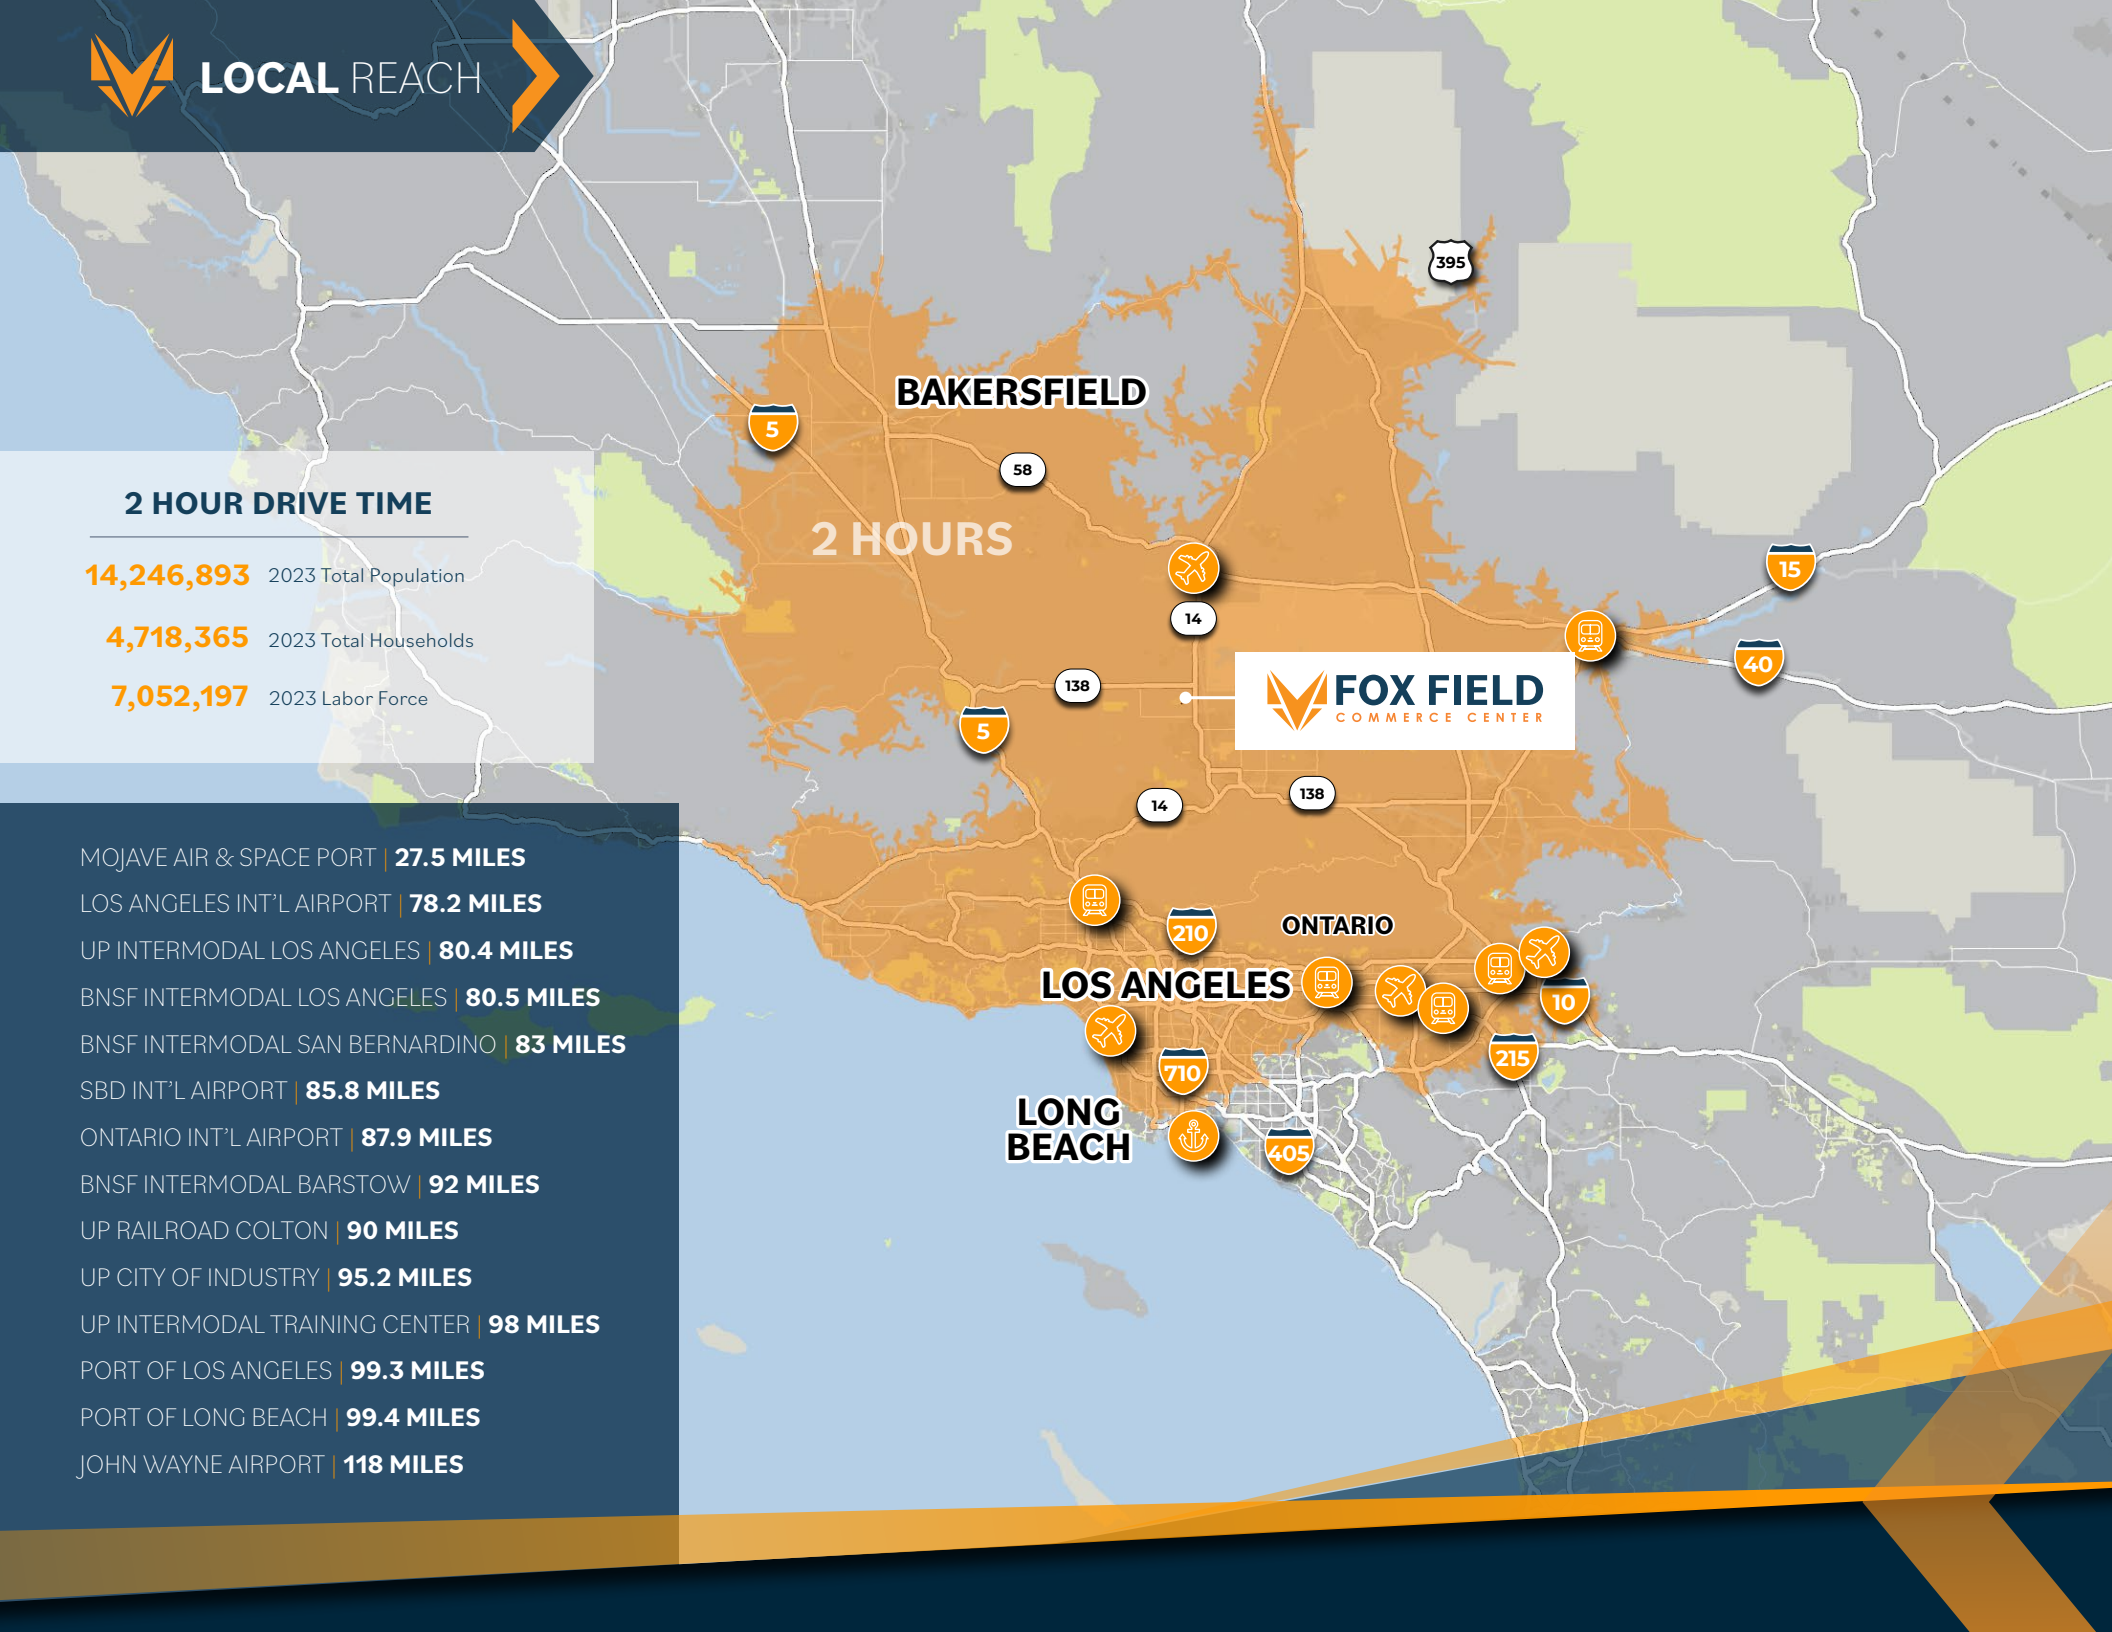 LOCAL REACH
395
BAKERSFIELD
5
58
2 HOURS
2 HOUR DRIVE TIME
14,246,893 2023 Total Population
4,718,365 2023 Total Households
7,052,197 2023 Labor Force
15
14
40
138
FOX FIELD
COMMERCE CENTER
5
14
138
MOJAVE AIR & SPACE PORT | 27.5 MILES
LOS ANGELES INT'L AIRPORT | 78.2 MILES
UP INTERMODAL LOS ANGELES | 80.4 MILES
BNSF INTERMODAL LOS ANGELES | 80.5 MILES
BNSF INTERMODAL SAN BERNARDINO | 83 MILES
SBD INT'L AIRPORT | 85.8 MILES
ONTARIO INT'L AIRPORT | 87.9 MILES
BNSF INTERMODAL BARSTOW | 92 MILES
UP RAILROAD COLTON | 90 MILES
UP CITY OF INDUSTRY | 95.2 MILES
UP INTERMODAL TRAINING CENTER | 98 MILES
PORT OF LOS ANGELES | 99.3 MILES
PORT OF LONG BEACH | 99.4 MILES
JOHN WAYNE AIRPORT | 118 MILES
210
ONTARIO
LOS ANGELES
10
215
710
LONG
BEACH
405